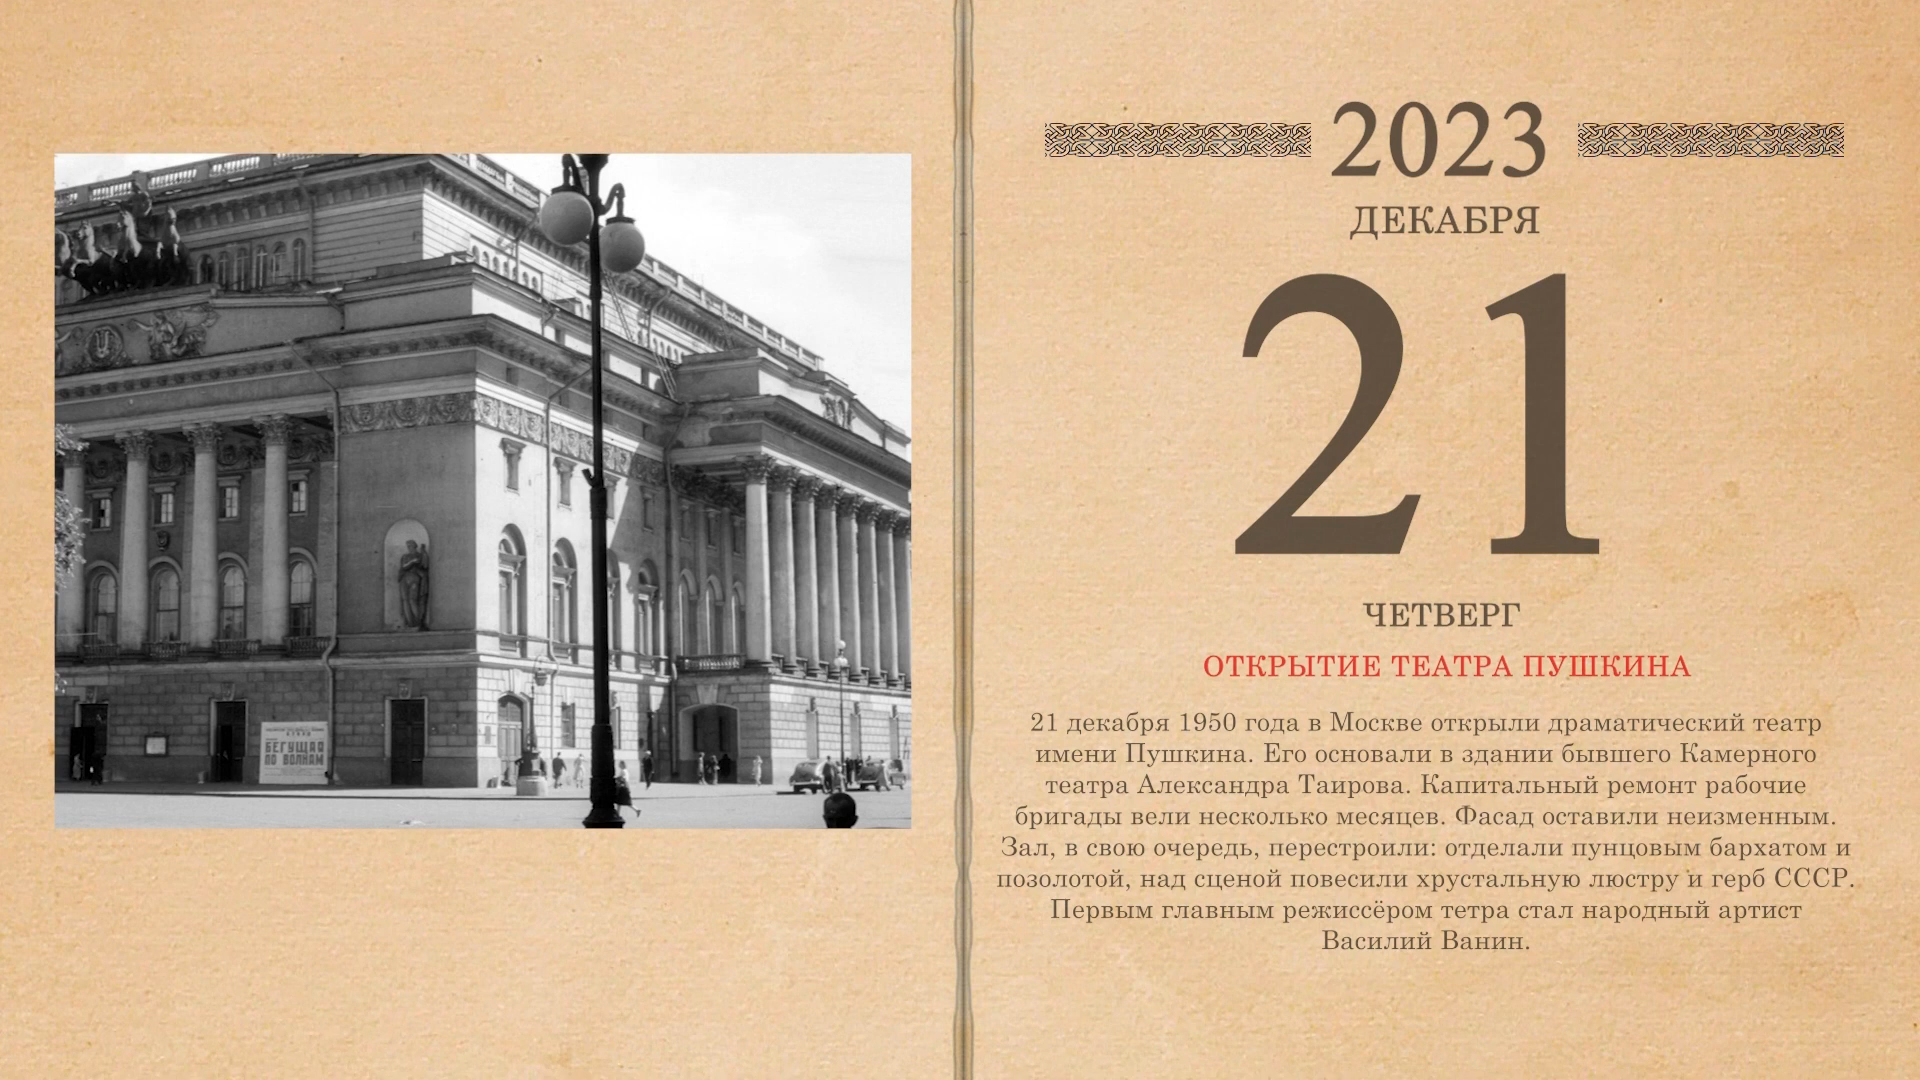 БЕГУЩАЯ
ПО ВОЛНАМ
2023
ДЕКАБРЯ
21
ЧЕТВЕРГ
ОТКРЫТИЕ ТЕАТРА ПУШКИНА
21 декабря 1950 года в Москве открыли драматический театр
имени Пушкина. Его основали в здании бывшего Камерного
театра Александра Таирова. Капитальный ремонт рабочие
бригады вели несколько месяцев. Фасад оставили неизменным.
Зал, в свою очередь, перестроили: отделали пунцовым бархатом и
позолотой, над сценой повесили хрустальную люстру и герб СССР.
Первым главным режиссёром тетра стал народный артист
Василий Ванин.